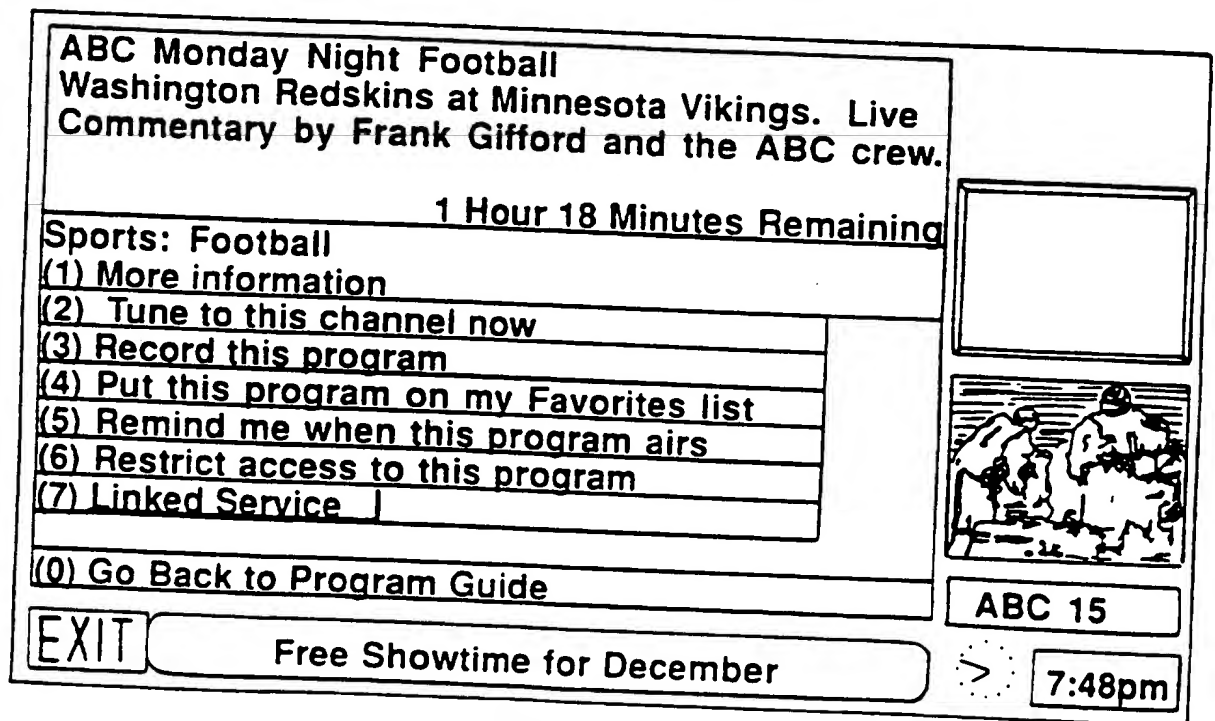 ABC Monday Night Football
Washington Redskins at Minnesota Vikings. Live
Commentary by Frank Gifford and the ABC crew.
1 Hour 18 Minutes Remaining
Sports: Football
(1) More information
(2) Tune to this channel now
(3) Record this program
(4) Put this program on my Favorites list
(5) Remind me when this program airs
(6) Restrict access to this program
(7) Linked Service
(0) Go Back to Program Guide
ABC 15
EXIT
Free Showtime for December
7:48pm